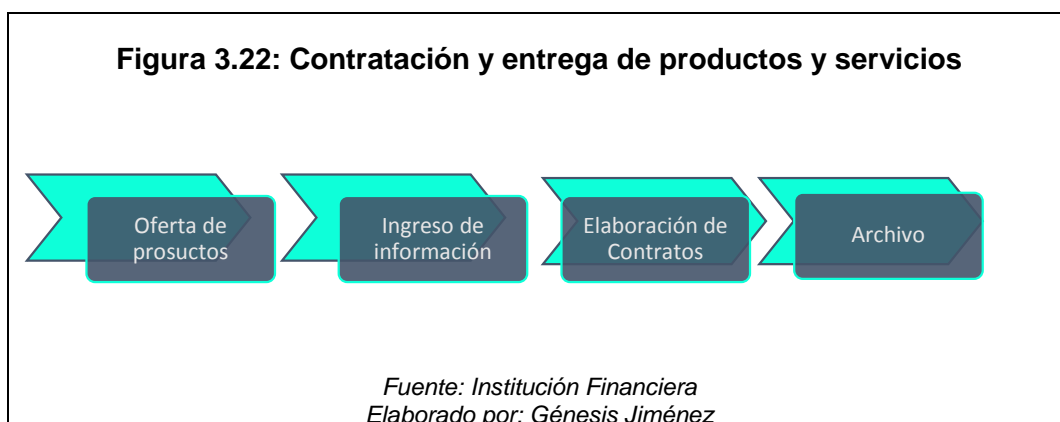 Figura 3.22: Contratación y entrega de productos y servicios
Oferta de
prosuctos
Ingreso de
información
Elaboración de
Contratos
Archivo
Fuente: Institución Financiera
Elaborado por: Génesis Jiménez